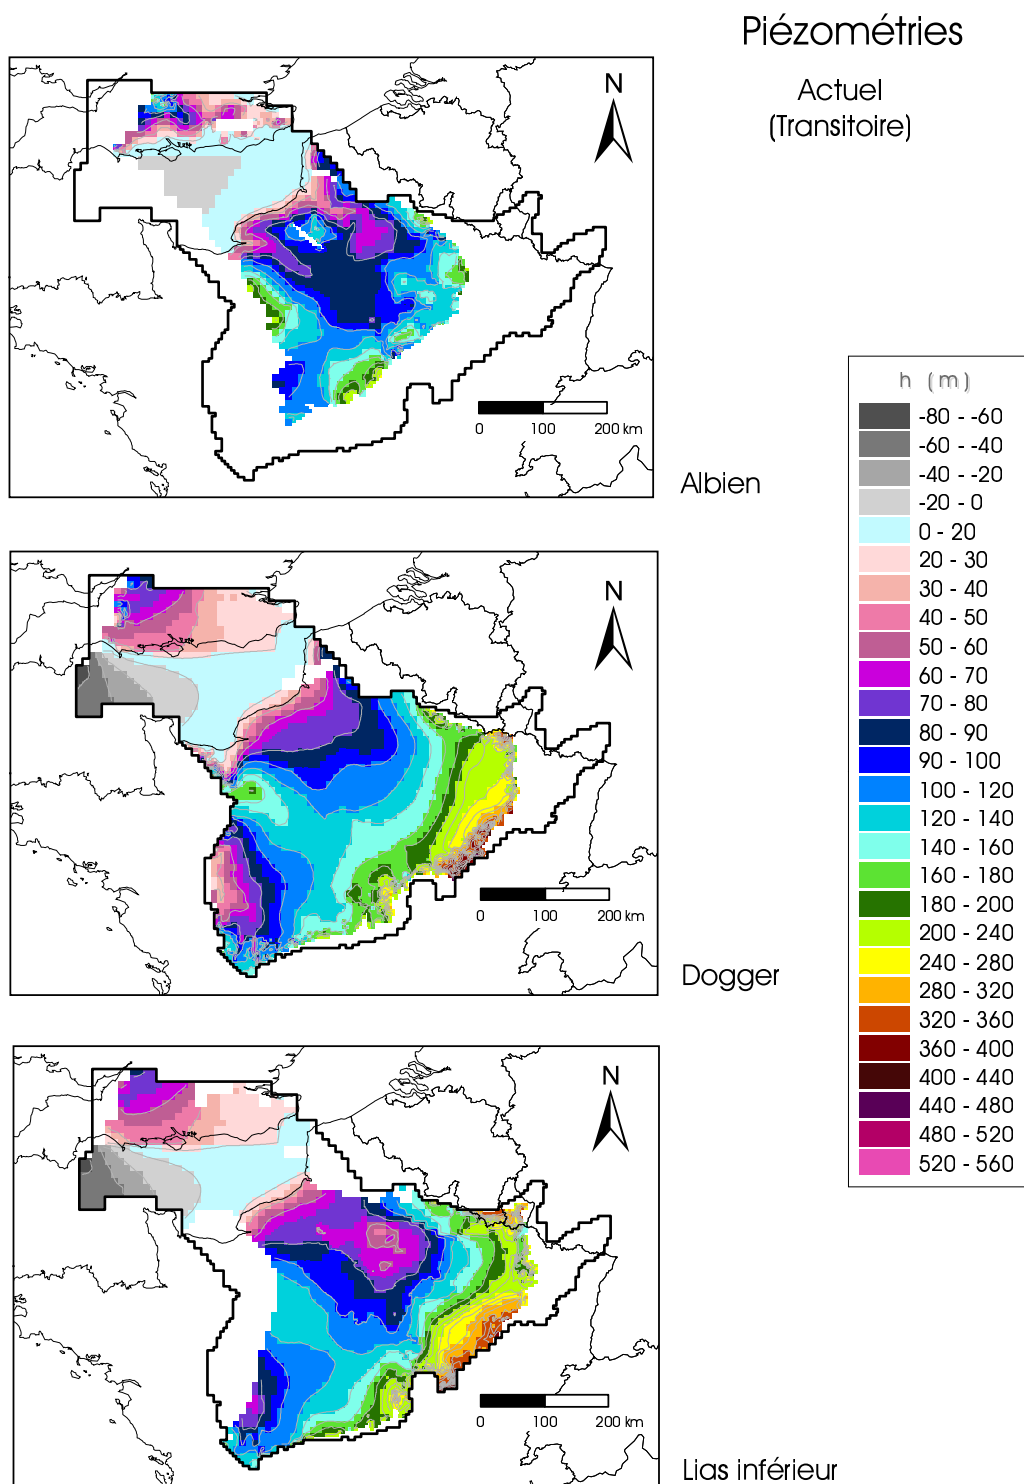 Piézométries
Actuel
(Transitoire)
N
0 100 200 km
Albien
N
0 100 200 km
Dogger
N
0 100 200 km
Lias inférieur
h (m)
-80 - -60
-60 - -40
-40 - -20
-20 - 0
0 - 20
20 - 30
30 - 40
40 - 50
50 - 60
60 - 70
70 - 80
80 - 90
90 - 100
100 - 120
120 - 140
140 - 160
160 - 180
180 - 200
200 - 240
240 - 280
280 - 320
320 - 360
360 - 400
400 - 440
440 - 480
480 - 520
520 - 560